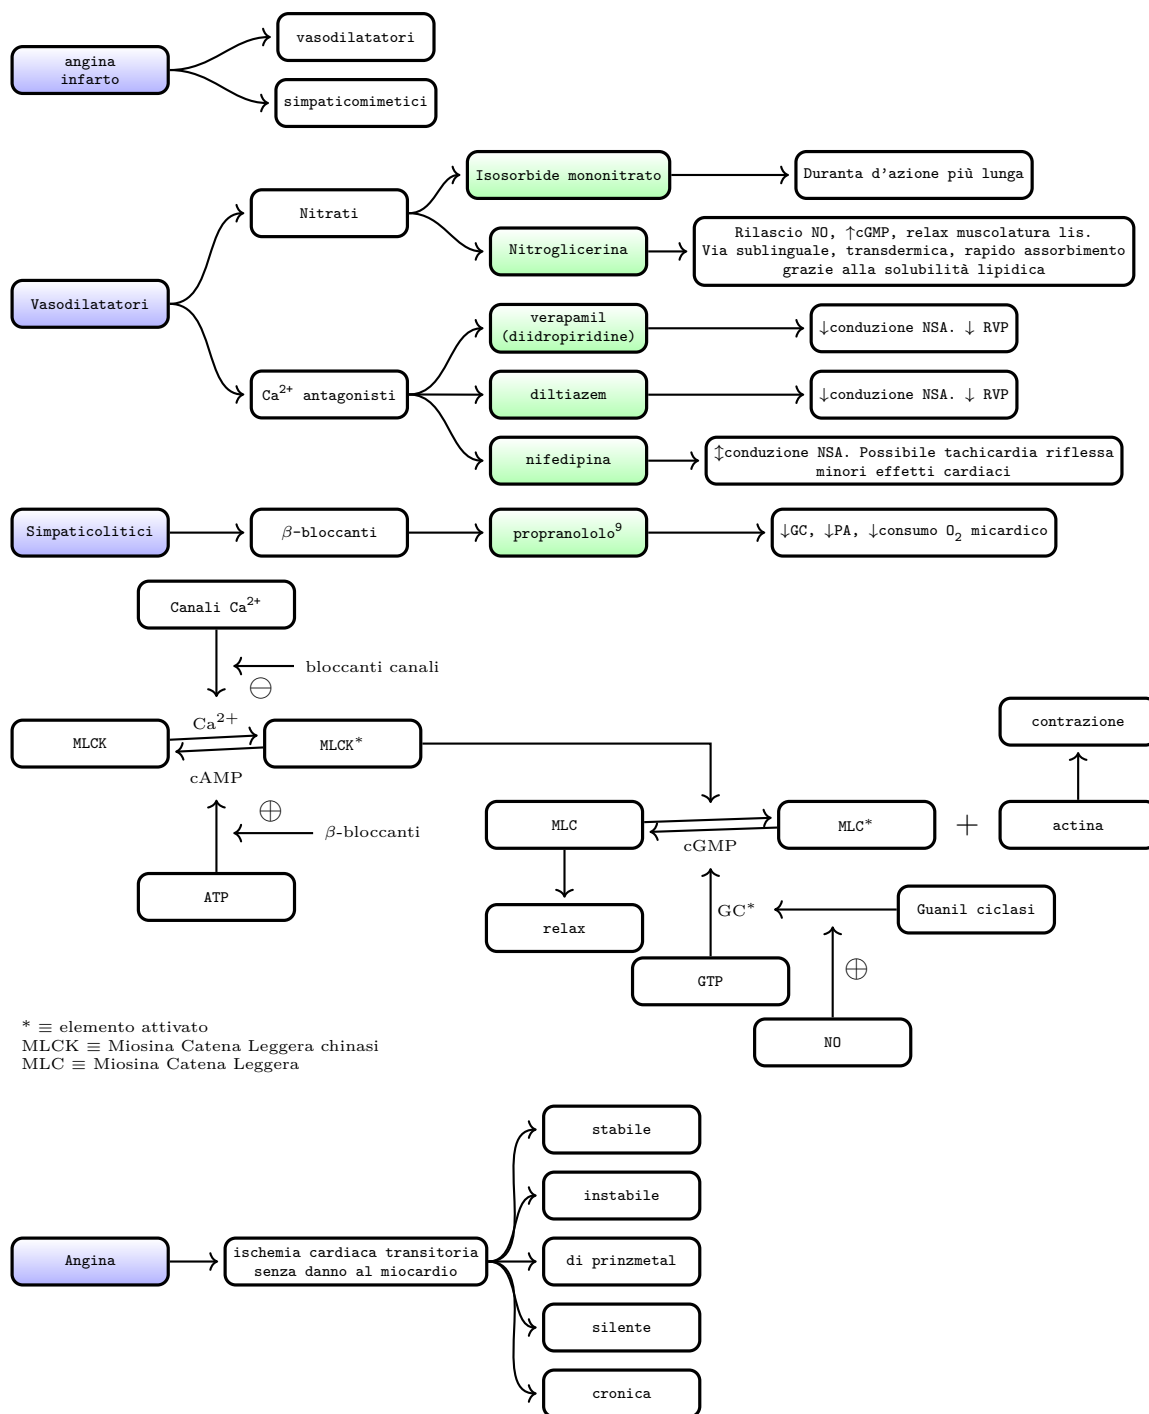 angina
infarto
vasodilatatori
simpaticomimetici
Vasodilatatori
Nitrati
Isosorbide mononitrato
Duranta d'azione più lunga
Nitroglicerina
Rilascio NO, ↑cGMP, relax muscolatura lis.
Via sublinguale, transdermica, rapido assorbimento
grazie alla solubilità lipidica
Ca²⁺ antagonisti
verapamil
(diidropiridine)
↓conduzione NSA. ↓ RVP
diltiazem
↓conduzione NSA. ↓ RVP
nifedipina
↕conduzione NSA. Possibile tachicardia riflessa
minori effetti cardiaci
Simpaticolitici
β-bloccanti
propranololo⁹
↓GC, ↓PA, ↓consumo O₂ micardico
Canali Ca²⁺
bloccanti canali
⊖
MLCK
Ca²⁺
cAMP
MLCK*
⊕
β-bloccanti
ATP
MLC
cGMP
MLC*
+
actina
contrazione
relax
GC*
Guanil ciclasi
GTP
⊕
NO
* ≡ elemento attivato
MLCK ≡ Miosina Catena Leggera chinasi
MLC ≡ Miosina Catena Leggera
Angina
ischemia cardiaca transitoria
senza danno al miocardio
stabile
instabile
di prinzmetal
silente
cronica